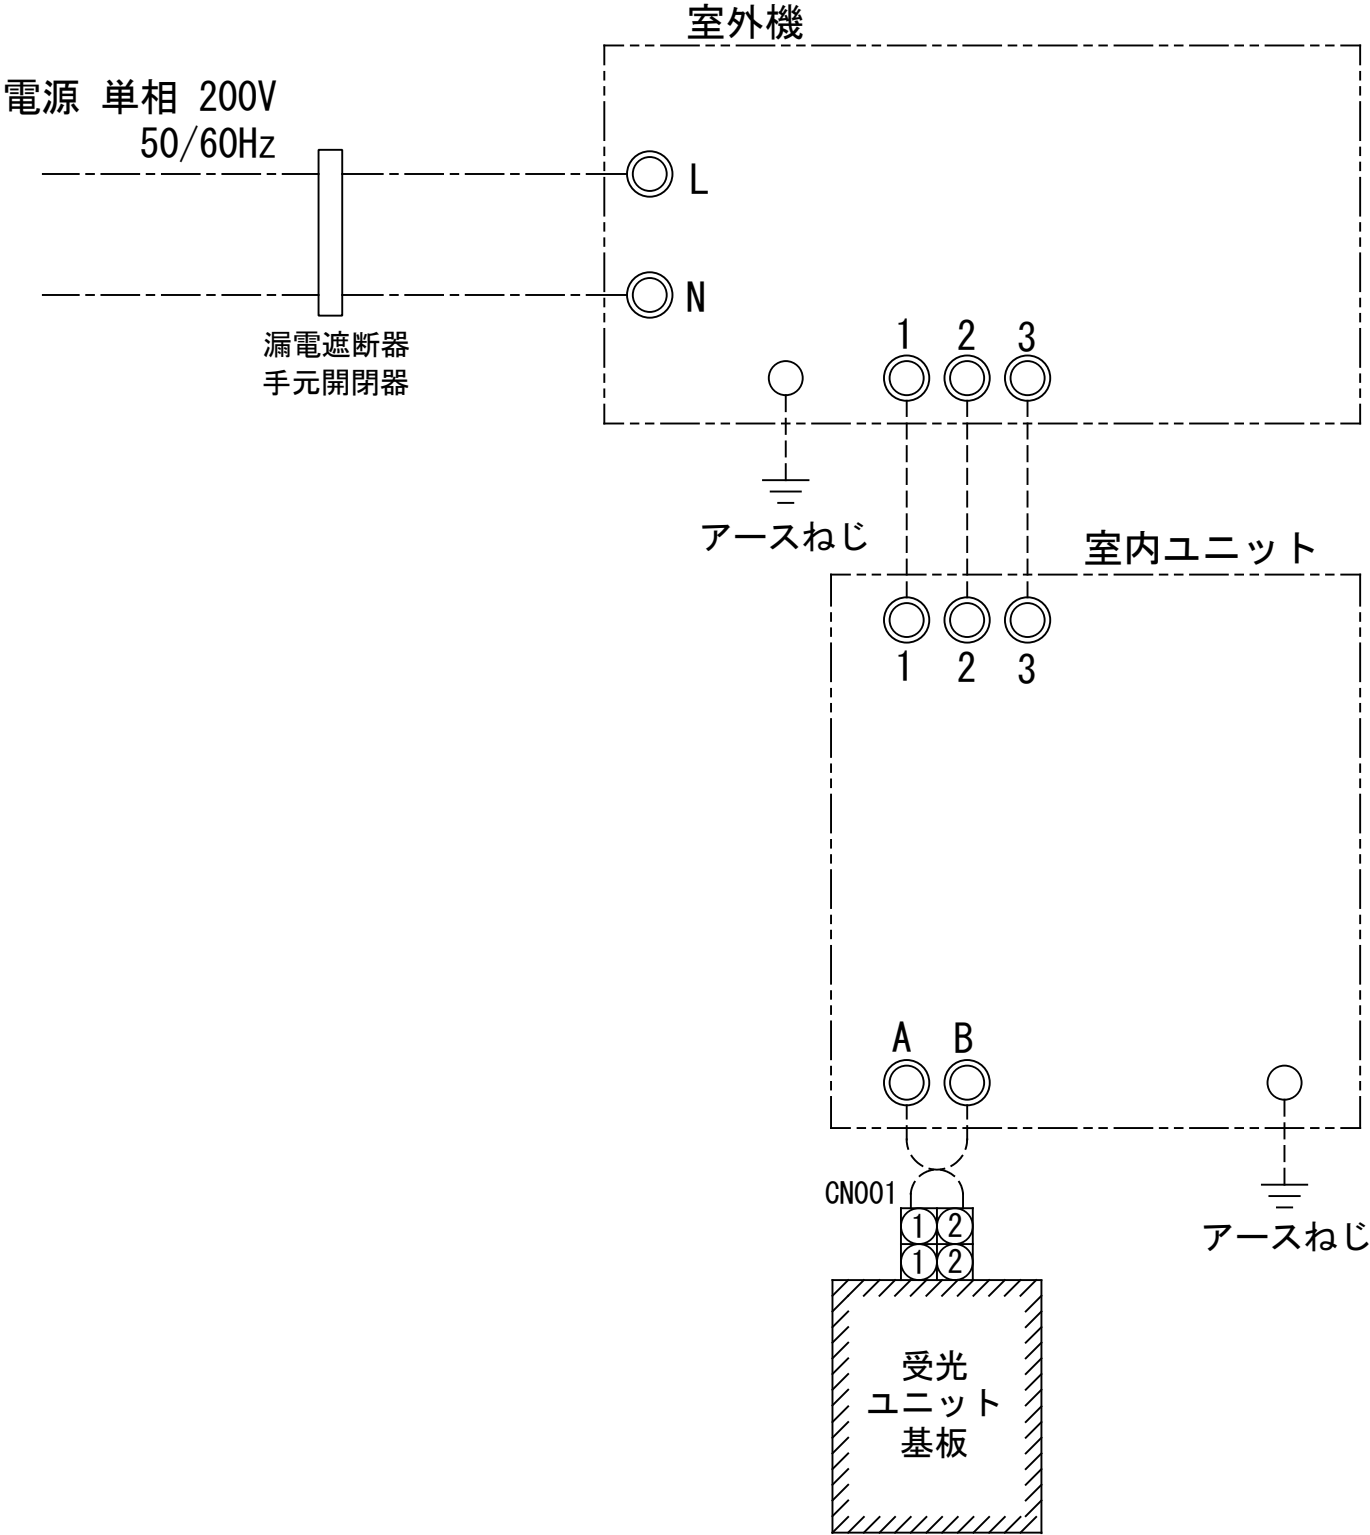 室外機
電源 単相 200V
50/60Hz
L
N
漏電遮断器
手元開閉器
1 2 3
アースねじ
室内ユニット
1 2 3
A B
CN001
1 2
1 2
アースねじ
受光
ユニット
基板